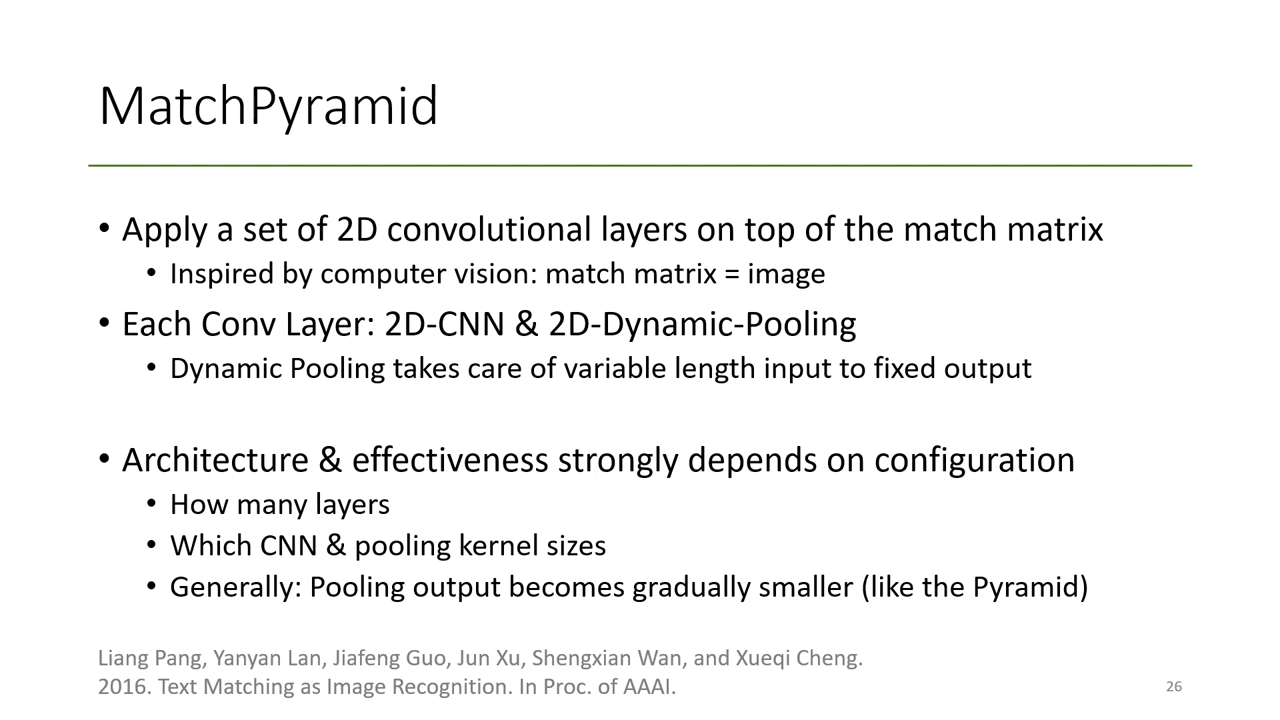 MatchPyramid
• Apply a set of 2D convolutional layers on top of the match matrix
• Inspired by computer vision: match matrix = image
• Each Conv Layer: 2D-CNN & 2D-Dynamic-Pooling
• Dynamic Pooling takes care of variable length input to fixed output
• Architecture & effectiveness strongly depends on configuration
• How many layers
• Which CNN & pooling kernel sizes
• Generally: Pooling output becomes gradually smaller (like the Pyramid)
Liang Pang, Yanyan Lan, Jiafeng Guo, Jun Xu, Shengxian Wan, and Xueqi Cheng.
2016. Text Matching as Image Recognition. In Proc. of AAAI.
26